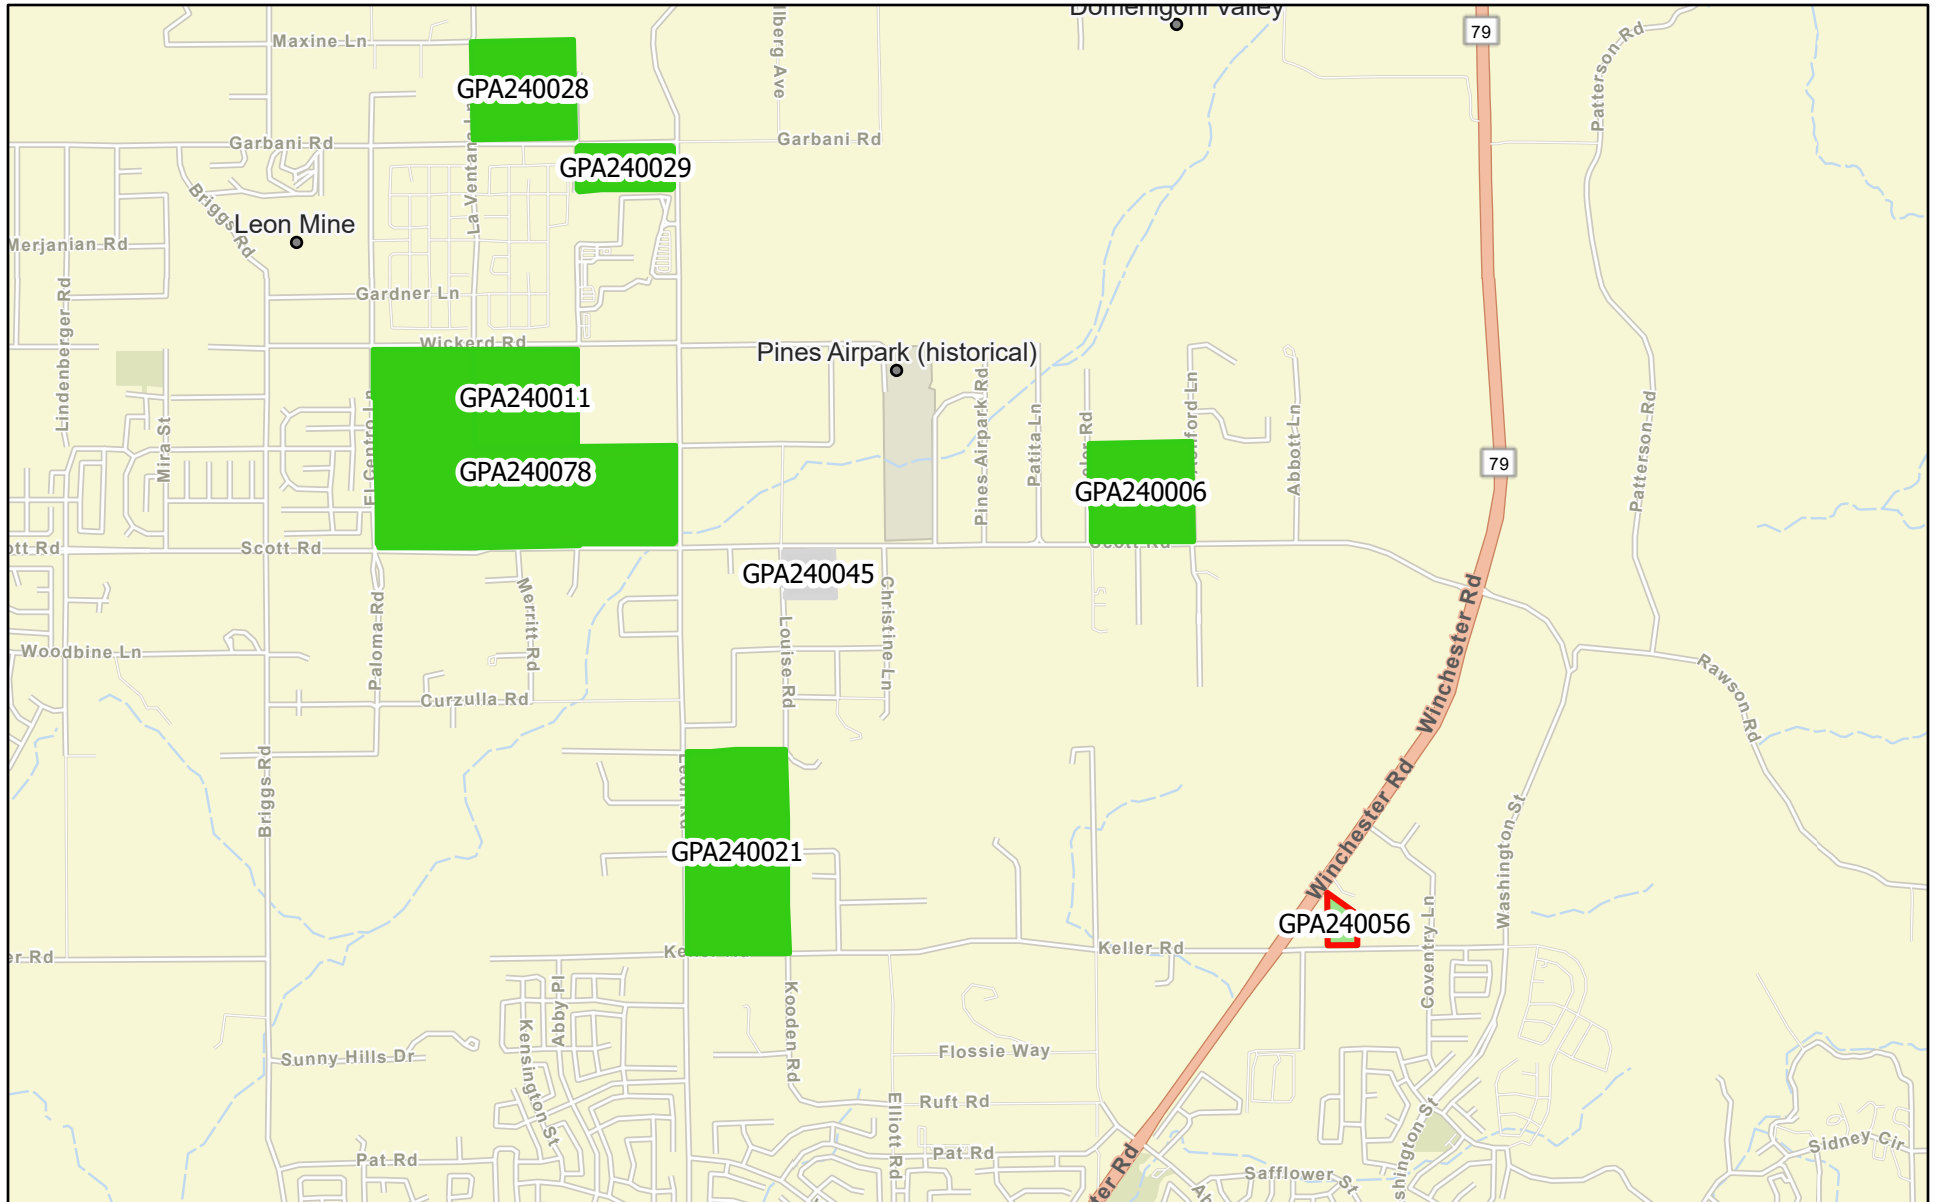 Domenigoni Valley
79
Maxine Ln
Patterson Rd
GPA240028
Garbani Rd
Garbani Rd
GPA240029
La Ventana
Briggs Rd
Leon Mine
Merjanian Rd
Gardner Ln
Lindenberger Rd
Wickerd Rd
Pines Airpark (historical)
GPA240011
El Centro Ln
Mira St
GPA240078
Pines Airpark Rd
Patita Ln
Abbott Ln
GPA240006
79
Patterson Rd
Scott Rd
Scott Rd
GPA240045
Christine Ln
Merritt Rd
Paloma Rd
Louise Rd
Woodbine Ln
Curzulla Rd
Winchester Rd
Rawson Rd
Briggs Rd
Leon Rd
GPA240021
Winchester Rd
Washington St
Coventry Ln
GPA240056
Keller Rd
Abby Pl
Kooden Rd
Kensington St
Sunny Hills Dr
Flossie Way
Ruft Rd
Elliott Rd
Pat Rd
Pat Rd
Safflower St
Sidney Cir